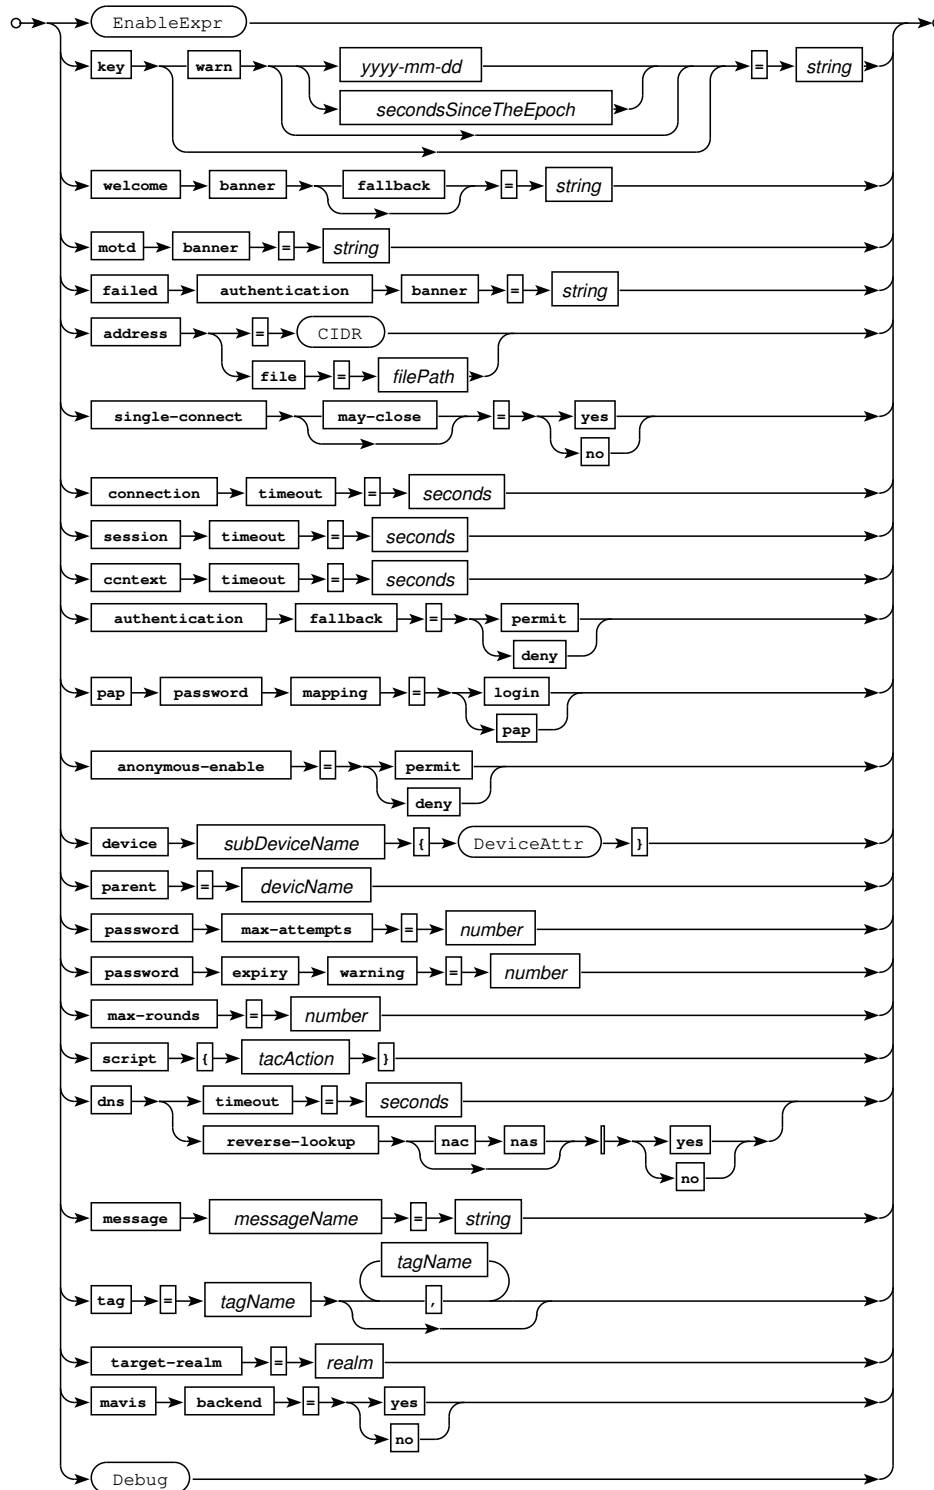 EnableExpr
key warn yyyy-mm-dd = string
secondsSinceTheEpoch
welcome banner fallback = string
motd banner = string
failed authentication banner = string
address = CIDR
file = filePath
single-connect may-close = yes
no
connection timeout = seconds
session timeout = seconds
ccntext timeout = seconds
authentication fallback = permit
deny
pap password mapping = login
pap
anonymous-enable = permit
deny
device subDeviceName { DeviceAttr }
parent = devicName
password max-attempts = number
password expiry warning = number
max-rounds = number
script { tacAction }
dns timeout = seconds
reverse-lookup nac nas yes
no
message messageName = string
tagName
tag = tagName ,
target-realm = realm
mavis backend = yes
no
Debug